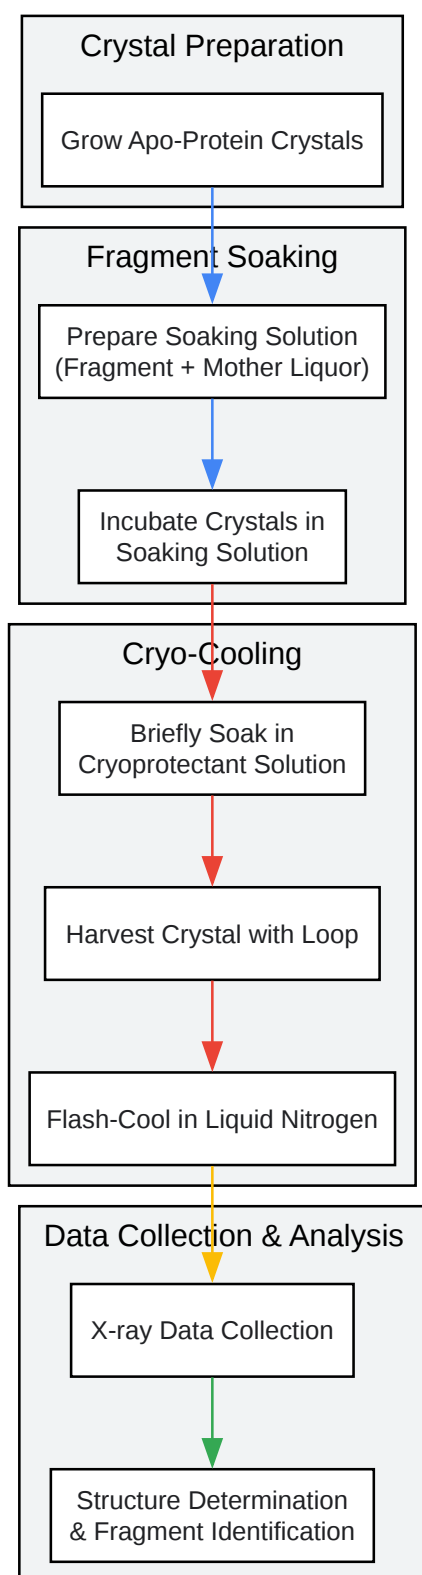 Crystal Preparation
Grow Apo-Protein Crystals
Fragment Soaking
Prepare Soaking Solution
(Fragment + Mother Liquor)
Incubate Crystals in
Soaking Solution
Cryo-Cooling
Briefly Soak in
Cryoprotectant Solution
Harvest Crystal with Loop
Flash-Cool in Liquid Nitrogen
Data Collection & Analysis
X-ray Data Collection
Structure Determination
& Fragment Identification